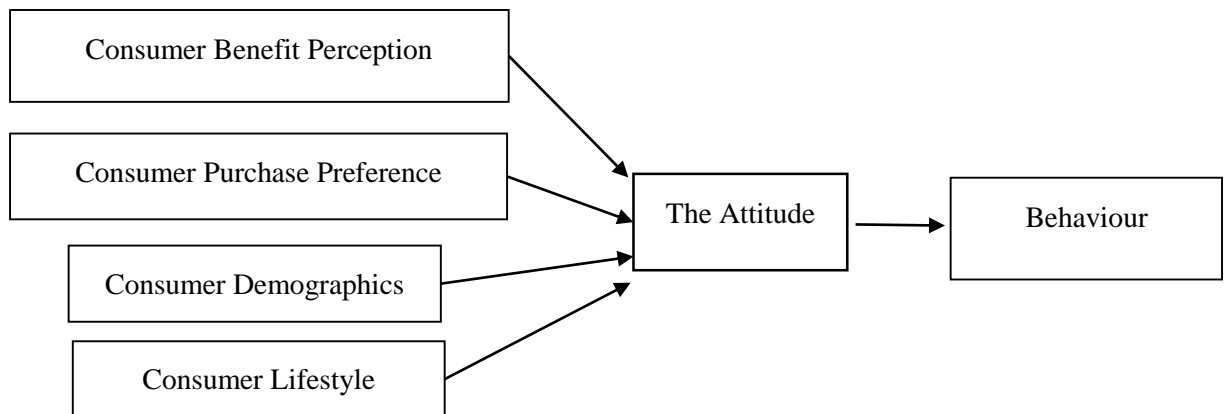 Consumer Benefit Perception
Consumer Purchase Preference
Consumer Demographics
Consumer Lifestyle
The Attitude
Behaviour